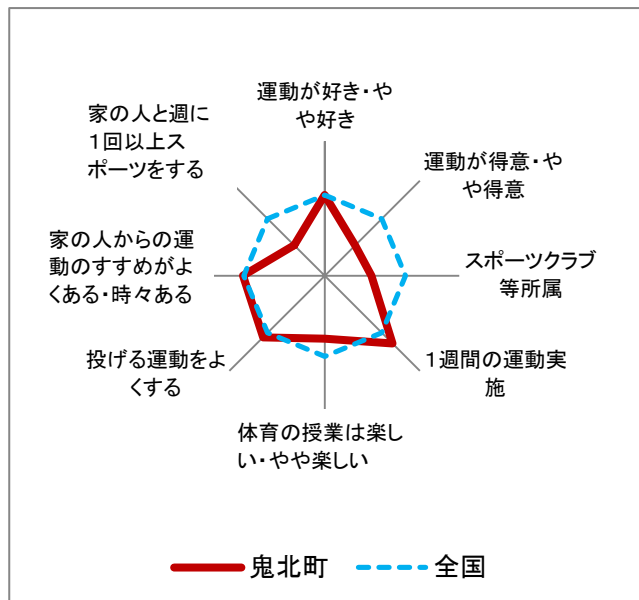 運動が好き・や
や好き
運動が得意・や
や得意
スポーツクラブ
等所属
1週間の運動実
施
体育の授業は楽し
い・やや楽しい
投げる運動をよ
くする
家の人からの運
動のすすめがよ
くある・時々ある
家の人と週に
1回以上ス
ポーツをする
鬼北町
全国